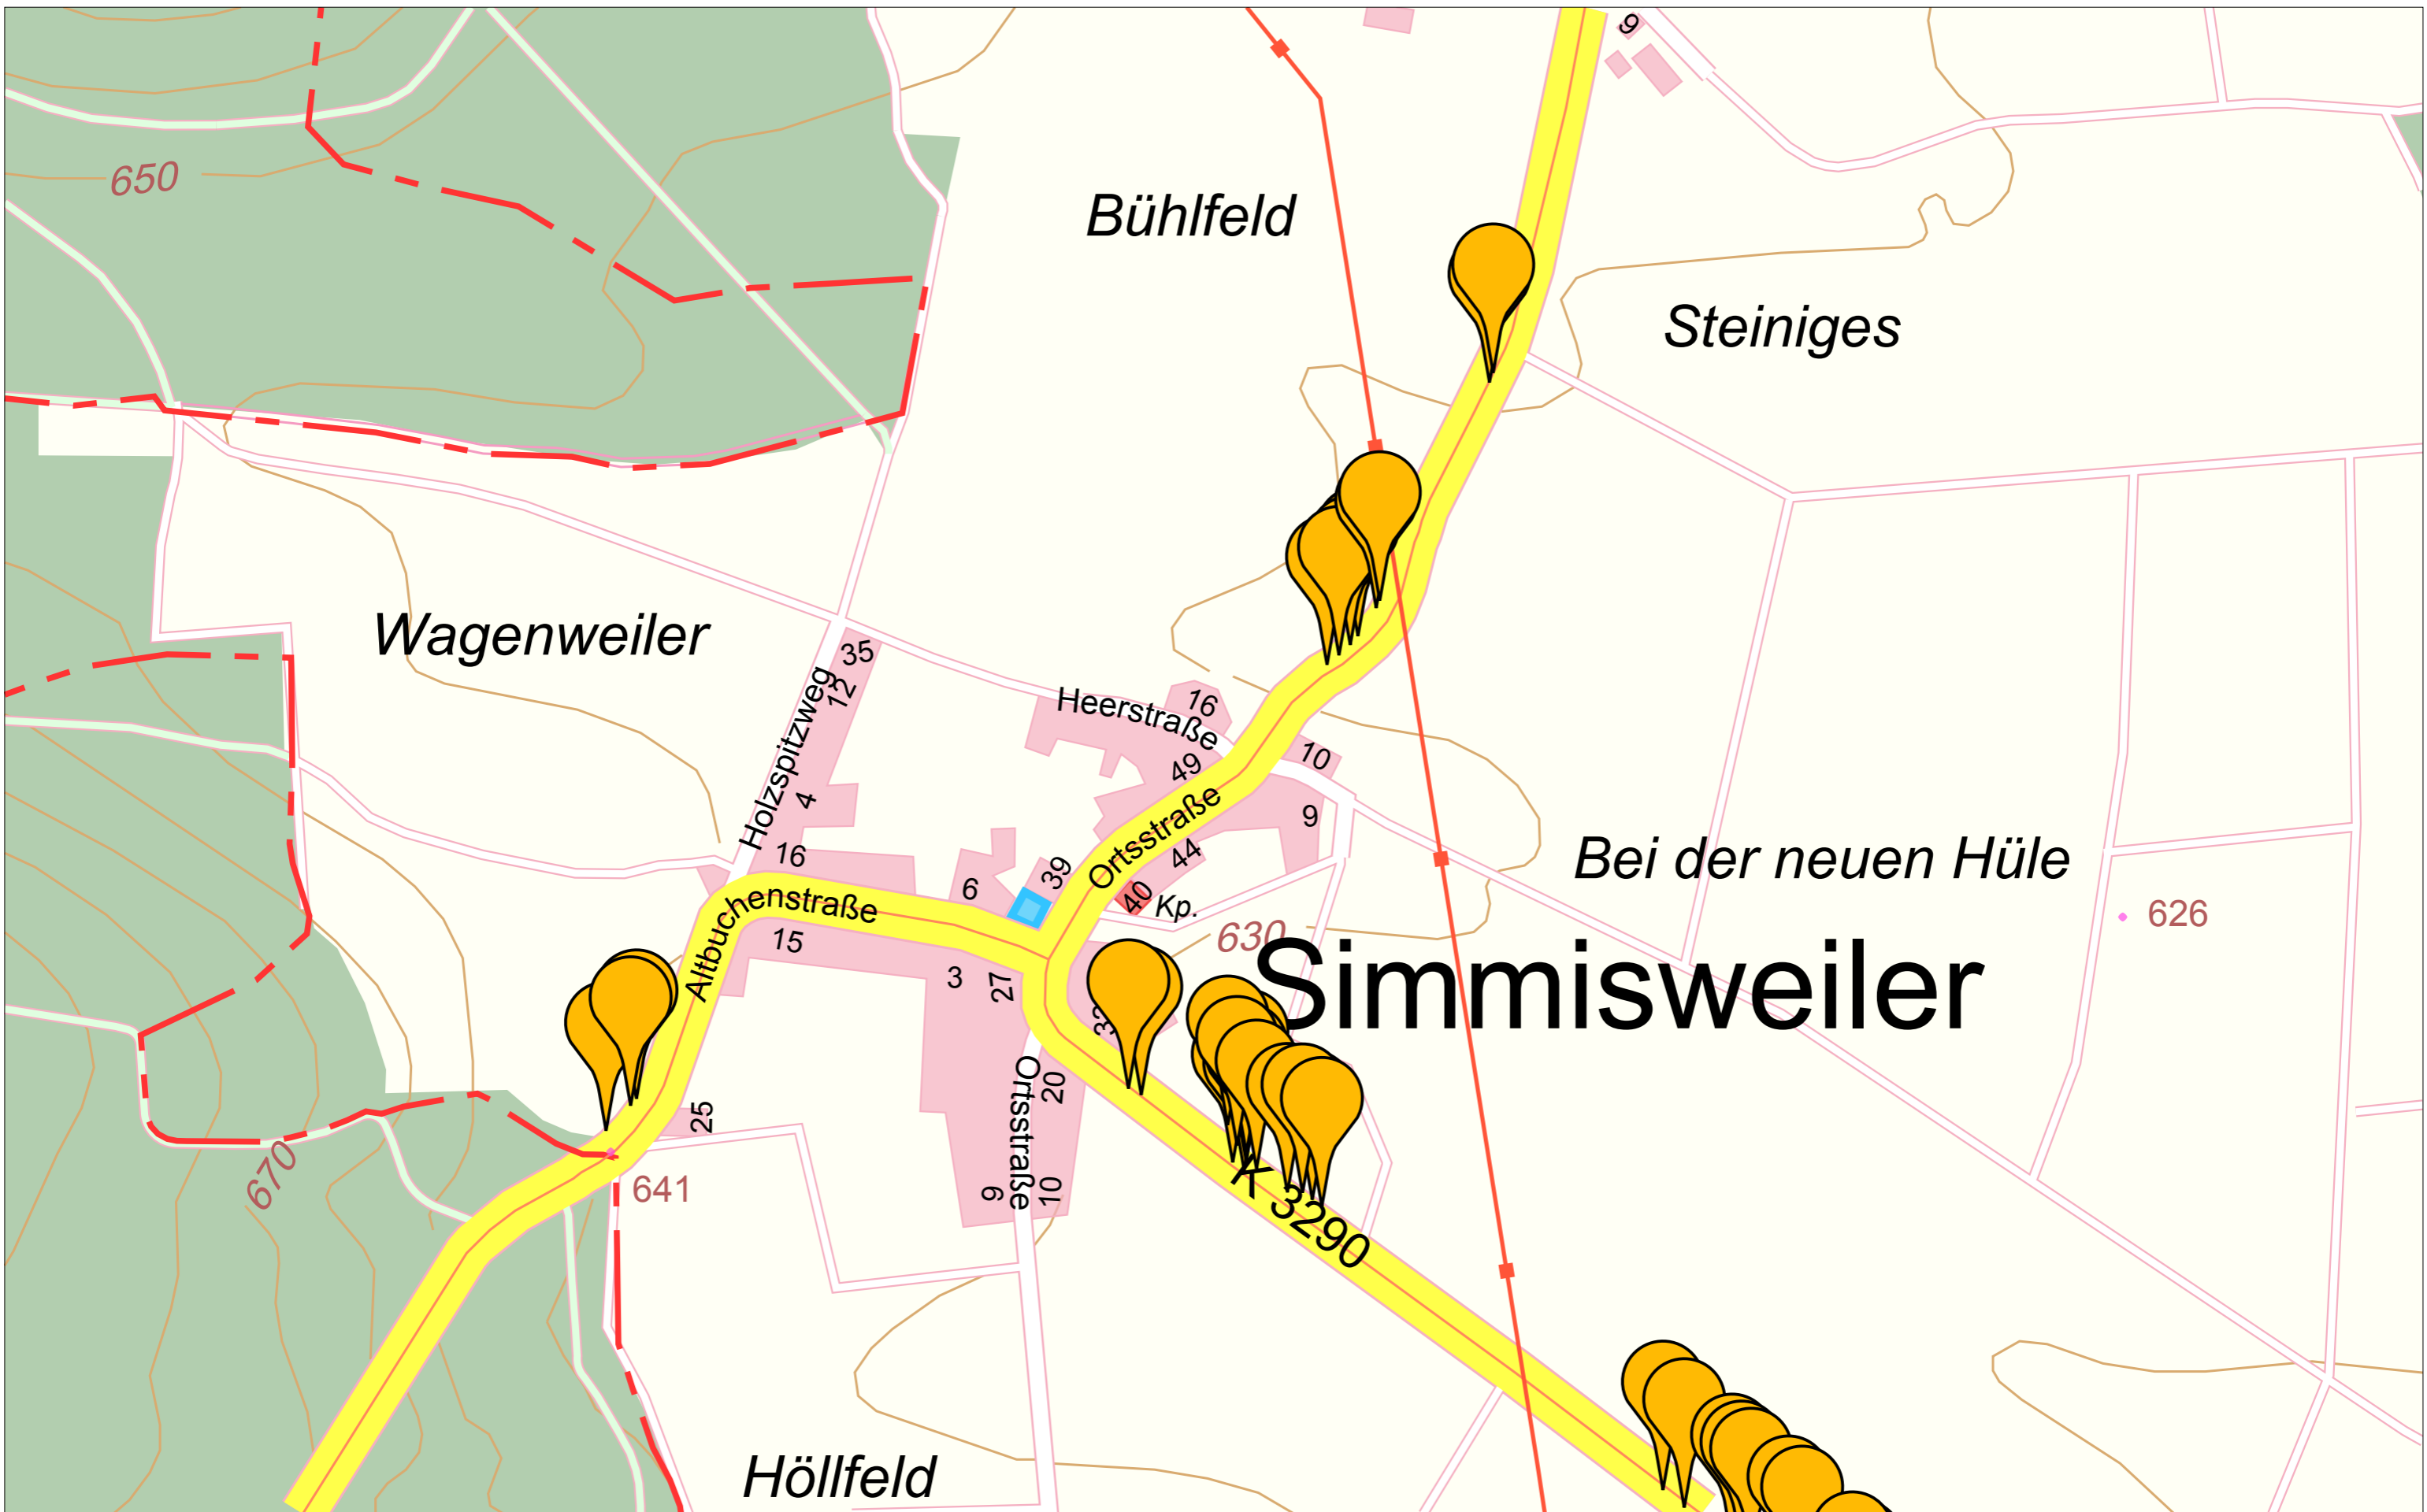 9
650
Bühlfeld
Steiniges
Wagenweiler
35
12
Holzspitzweg
4
16
Heerstraße
16
10
49
Ortsstraße
9
44
Bei der neuen Hüle
39
6
40
Kp.
626
Altbuchenstraße
15
630
Simmisweiler
3
27
32
20
Ortsstraße
25
670
641
9
10
K 3290
Höllfeld